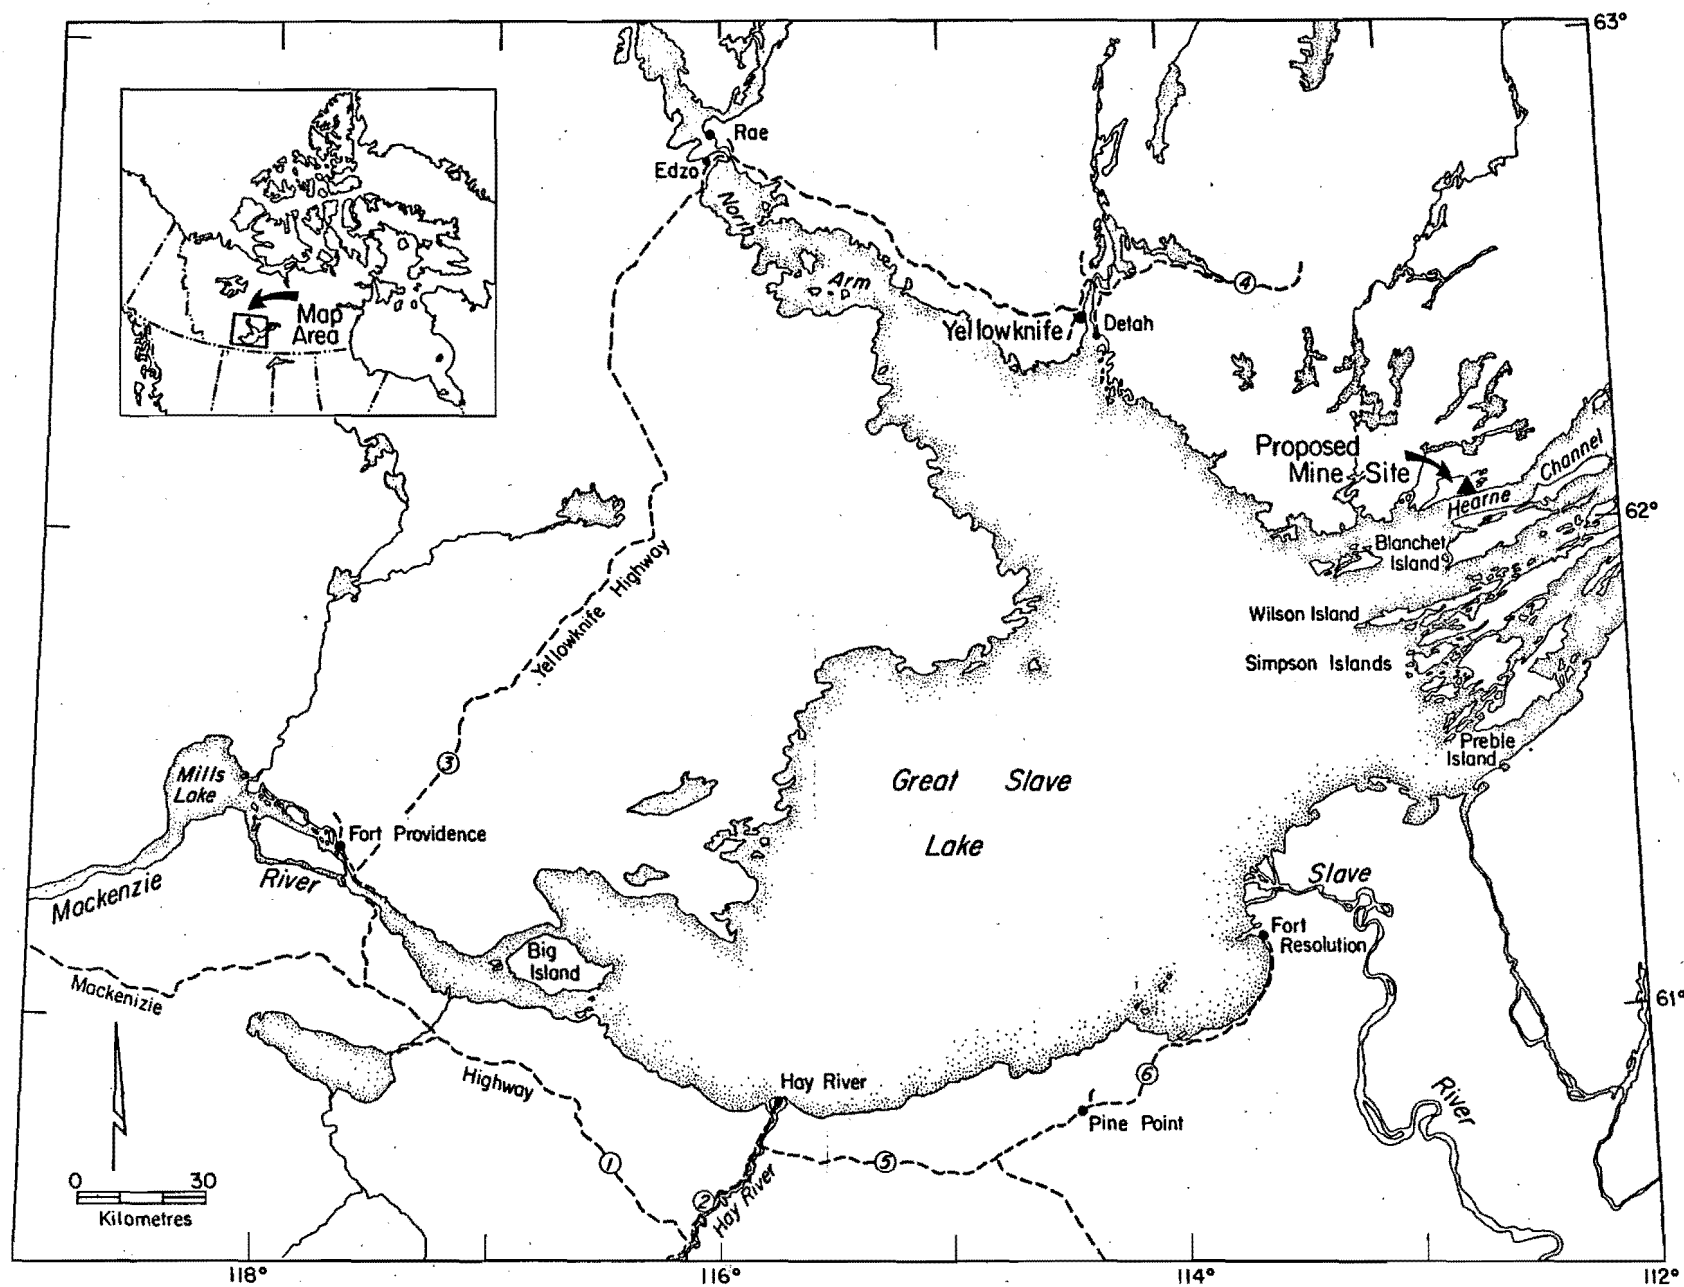 63°
Rae
Edzo
North
Arm
Map
Area
4
Yellowknife
Detah
Proposed
Mine Site
Channel
Hearne
62°
Blanchet
Island
Yellowknife Highway
Wilson Island
Simpson Islands
Preble
Island
3
Mills
Lake
Great Slave
Lake
Fort Providence
Mackenzie
River
Slave
Fort
Resolution
Big
Island
Mackenizie
61°
Highway
Hay River
6
Pine Point
River
1
5
2
Hay River
0 30
Kilometres
118° 116° 114° 112°